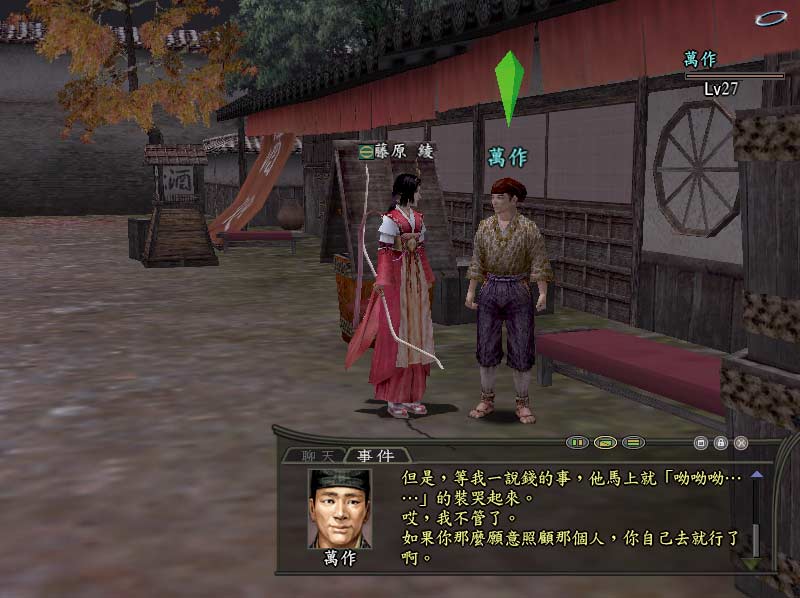 萬作
Lv27
藤原 綾
萬作
酒
聊天
事件
但是，等我一說錢的事，他馬上就「呦呦呦⋯
⋯」的裝哭起來。
哎，我不管了。
如果你那麼願意照顧那個人，你自己去就行了
啊。
萬作